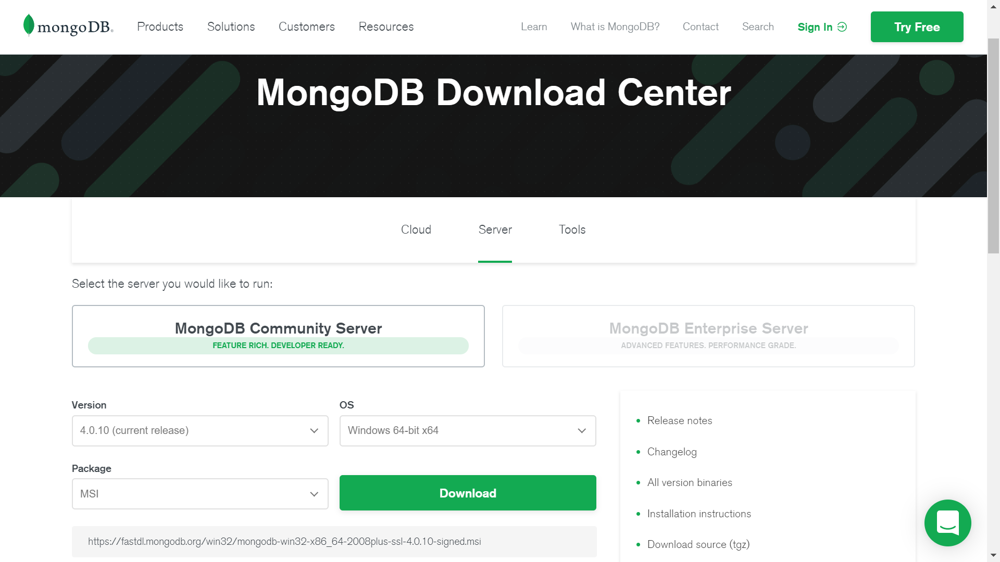 mongoDB®
Products
Solutions
Customers
Resources
Learn
What is MongoDB?
Contact
Search
Sign In
Try Free
MongoDB Download Center
Cloud
Server
Tools
Select the server you would like to run:
MongoDB Community Server
FEATURE RICH. DEVELOPER READY.
MongoDB Enterprise Server
ADVANCED FEATURES. PERFORMANCE GRADE.
Version
4.0.10 (current release)
OS
Windows 64-bit x64
Package
MSI
Download
https://fastdl.mongodb.org/win32/mongodb-win32-x86_64-2008plus-ssl-4.0.10-signed.msi
Release notes
Changelog
All version binaries
Installation instructions
Download source (tgz)